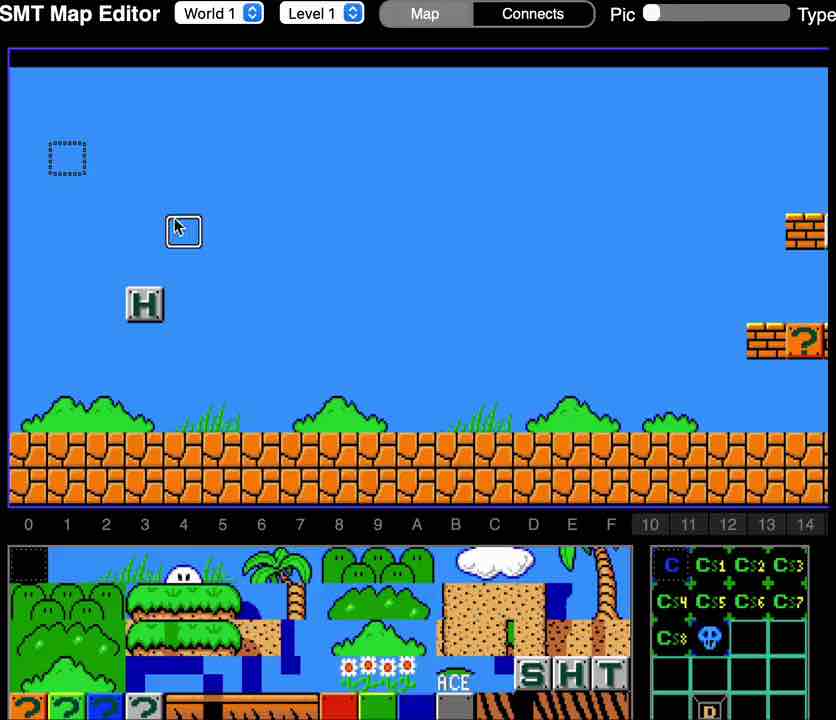 SMT Map Editor World 1 Level 1 Map Connects Pic Type
H
?
0 1 2 3 4 5 6 7 8 9 A B C D E F 10 11 12 13 14
C CS1 CS2 CS3
CS4 CS5 CS6 CS7
CS8
S H T
ACE
? ? ? ?
D